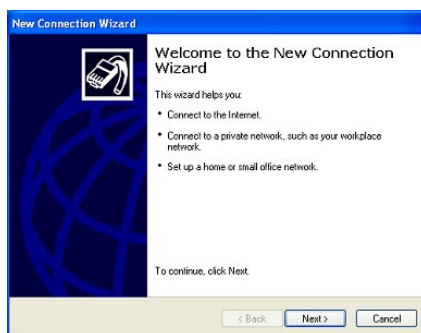 New Connection Wizard
Welcome to the New Connection
Wizard
This wizard helps you:
• Connect to the Internet.
• Connect to a private network, such as your workplace
network.
• Set up a home or small office network.
To continue, click Next.
< Back
Next >
Cancel